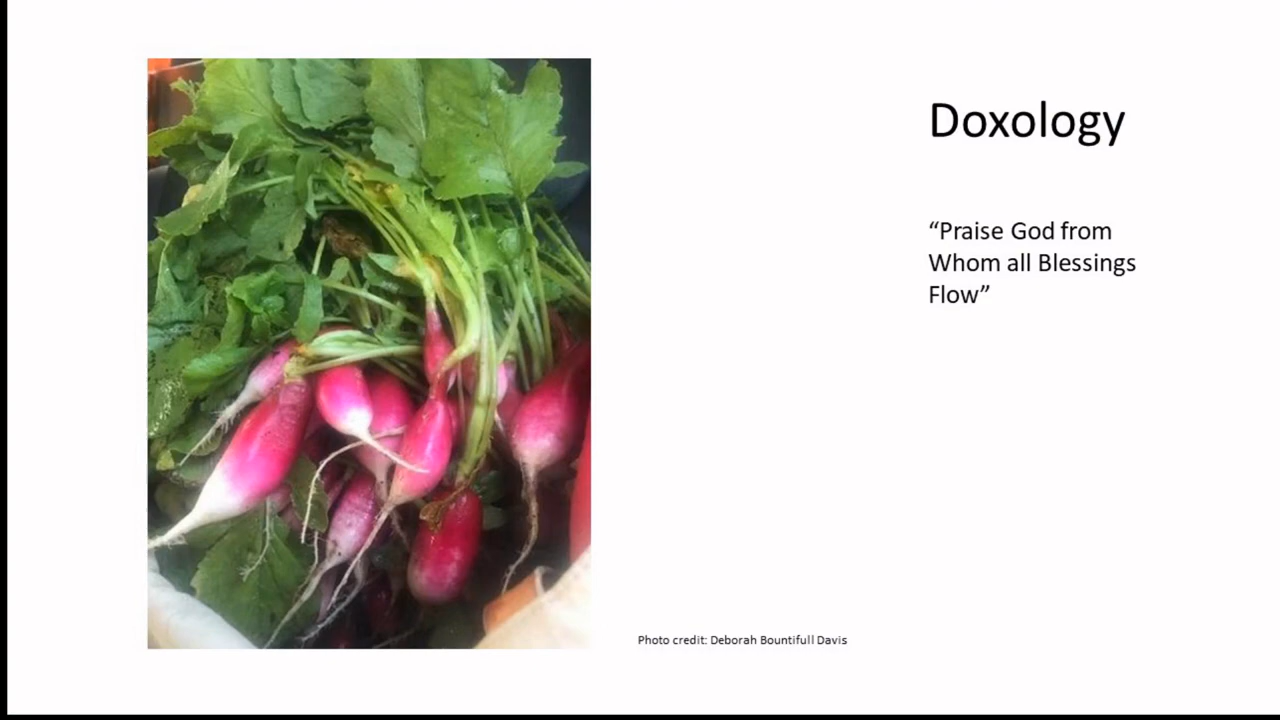 Doxology
“Praise God from
Whom all Blessings
Flow”
Photo credit: Deborah Bountifull Davis